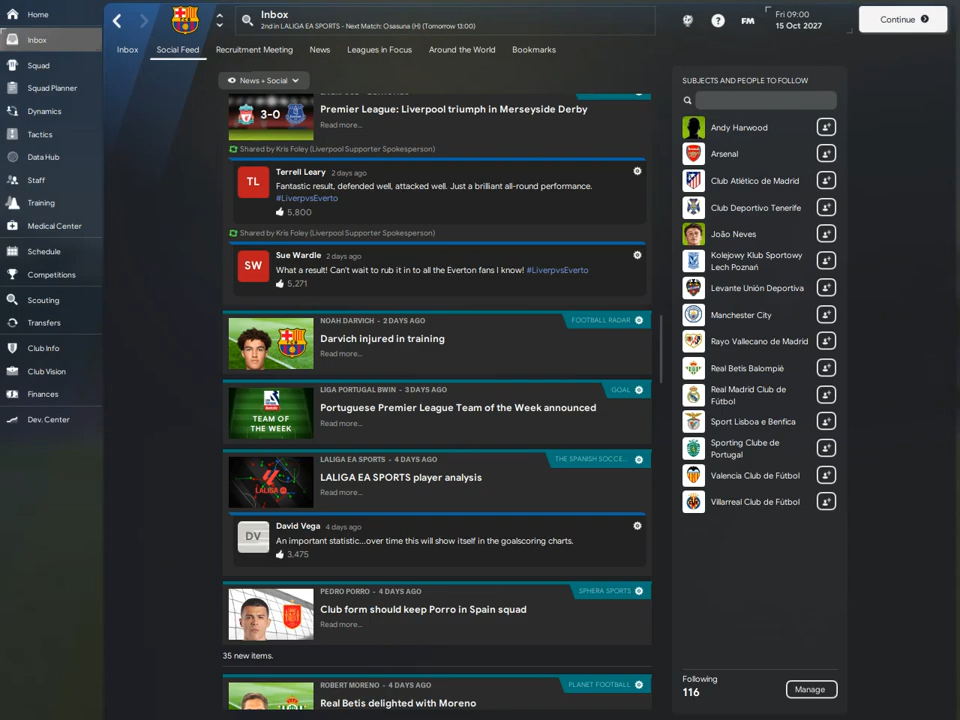 Home
Inbox
Squad
Squad Planner
Dynamics
Tactics
Data Hub
Staff
Training
Medical Center
Schedule
Competitions
Scouting
Transfers
Club Info
Club Vision
Finances
Dev. Center
Inbox
2nd in LALIGA EA SPORTS - Next Match: Osasuna (H) (Tomorrow 13:00)
?
FM
Fri 09:00
15 Oct 2027
Continue
Inbox
Social Feed
Recruitment Meeting
News
Leagues in Focus
Around the World
Bookmarks
News + Social
3-0
Premier League: Liverpool triumph in Merseyside Derby
Read more...
Shared by Kris Foley (Liverpool Supporter Spokesperson)
TL
Terrell Leary 2 days ago
Fantastic result, defended well, attacked well. Just a brilliant all-round performance.
#LiverpvsEverto
5,800
Shared by Kris Foley (Liverpool Supporter Spokesperson)
SW
Sue Wardle 2 days ago
What a result! Can't wait to rub it in to all the Everton fans I know! #LiverpvsEverto
5,271
NOAH DARVICH - 2 DAYS AGO
FOOTBALL RADAR
Darvich injured in training
Read more...
LIGA PORTUGAL BWIN - 3 DAYS AGO
GOAL
TEAM OF
THE WEEK
Portuguese Premier League Team of the Week announced
Read more...
LALIGA EA SPORTS - 4 DAYS AGO
THE SPANISH SOCCE...
LALIGA
LALIGA EA SPORTS player analysis
Read more...
DV
David Vega 4 days ago
An important statistic...over time this will show itself in the goalscoring charts.
3,475
PEDRO PORRO - 4 DAYS AGO
SPHERA SPORTS
Club form should keep Porro in Spain squad
Read more...
35 new items.
ROBERT MORENO - 4 DAYS AGO
PLANET FOOTBALL
Real Betis delighted with Moreno
SUBJECTS AND PEOPLE TO FOLLOW
Andy Harwood
Arsenal
Club Atlético de Madrid
Club Deportivo Tenerife
João Neves
Kolejowy Klub Sportowy
Lech Poznań
Levante Unión Deportiva
Manchester City
Rayo Vallecano de Madrid
Real Betis Balompié
Real Madrid Club de
Fútbol
Sport Lisboa e Benfica
Sporting Clube de
Portugal
Valencia Club de Fútbol
Villarreal Club de Fútbol
Following
116
Manage